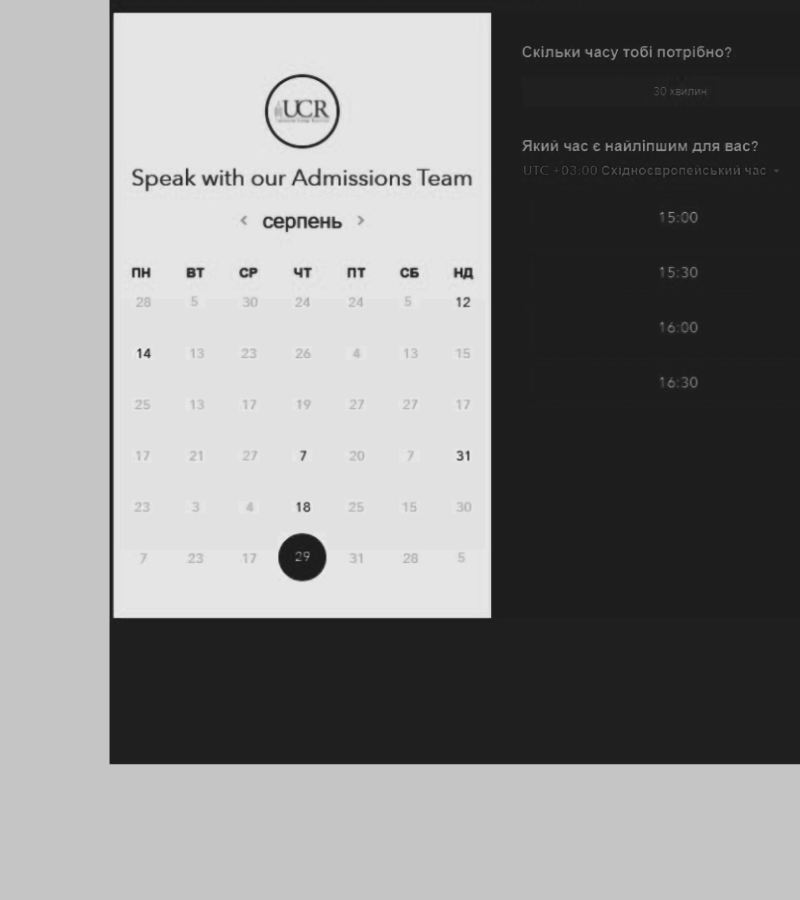 UCR
Speak with our Admissions Team
серпень
ПН ВТ СР ЧТ ПТ СБ НД
28 5 30 24 24 5 12
14 13 23 26 4 13 15
25 13 17 19 27 27 17
17 21 27 7 20 7 31
23 3 4 18 25 15 30
7 23 17 29 31 28 5
Скільки часу тобі потрібно?
30 хвилин
Який час є найліпшим для вас?
UTC +03:00 Східноєвропейський час
15:00
15:30
16:00
16:30